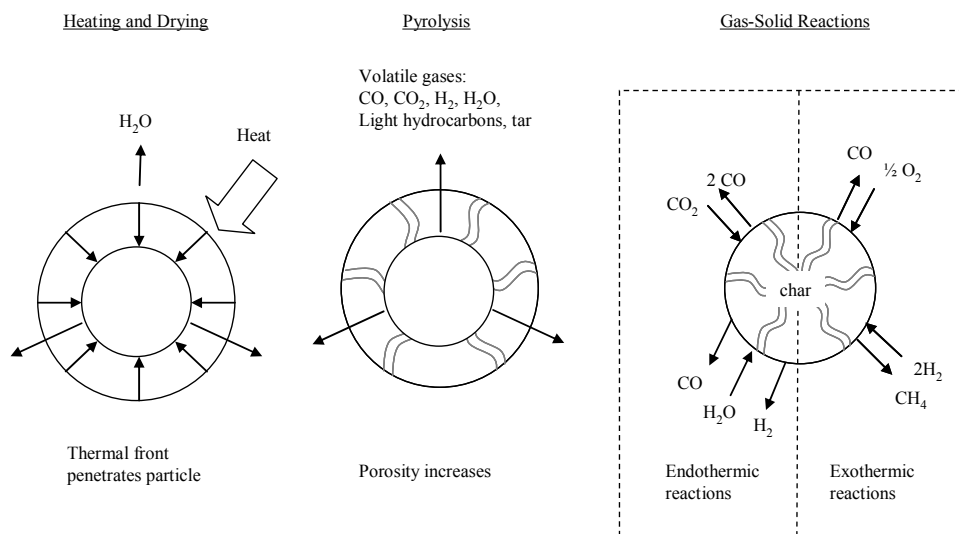 Heating and Drying
H₂O
Heat
Thermal front
penetrates particle
Pyrolysis
Volatile gases:
CO, CO₂, H₂, H₂O,
Light hydrocarbons, tar
Porosity increases
Gas-Solid Reactions
2 CO
CO₂
CO
½ O₂
char
CO
H₂O
H₂
2H₂
CH₄
Endothermic
reactions
Exothermic
reactions